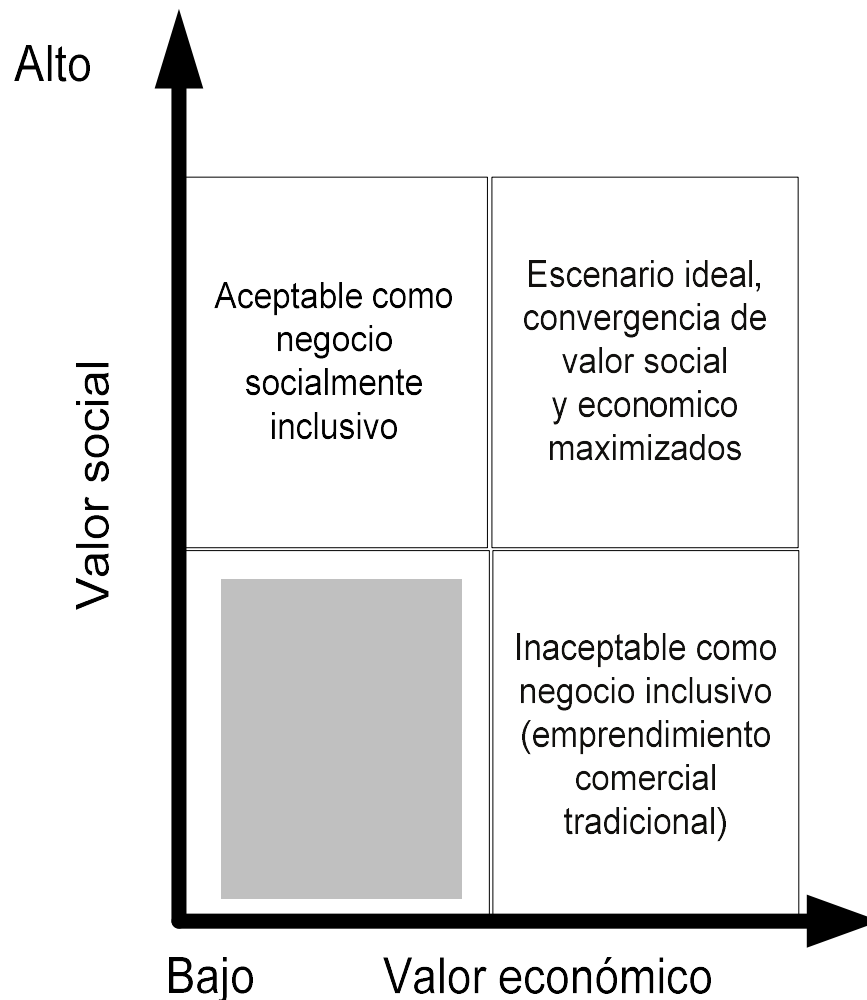 Alto
Aceptable como
negocio
socialmente
inclusivo
Escenario ideal,
convergencia de
valor social
y economico
maximizados
Valor social
Inaceptable como
negocio inclusivo
(emprendimiento
comercial
tradicional)
Bajo
Valor económico